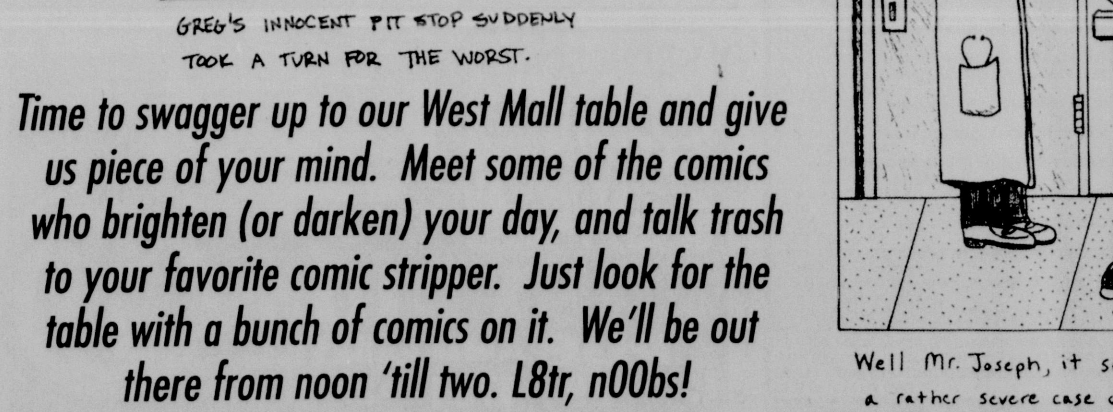 GREG'S INNOCENT PIT STOP SUDDENLY
TOOK A TURN FOR THE WORST.
Time to swagger up to our West Mall table and give
us piece of your mind. Meet some of the comics
who brighten (or darken) your day, and talk trash
to your favorite comic stripper. Just look for the
table with a bunch of comics on it. We'll be out
there from noon 'till two. L8tr, n00bs!
Well Mr. Joseph, it
a rather severe case